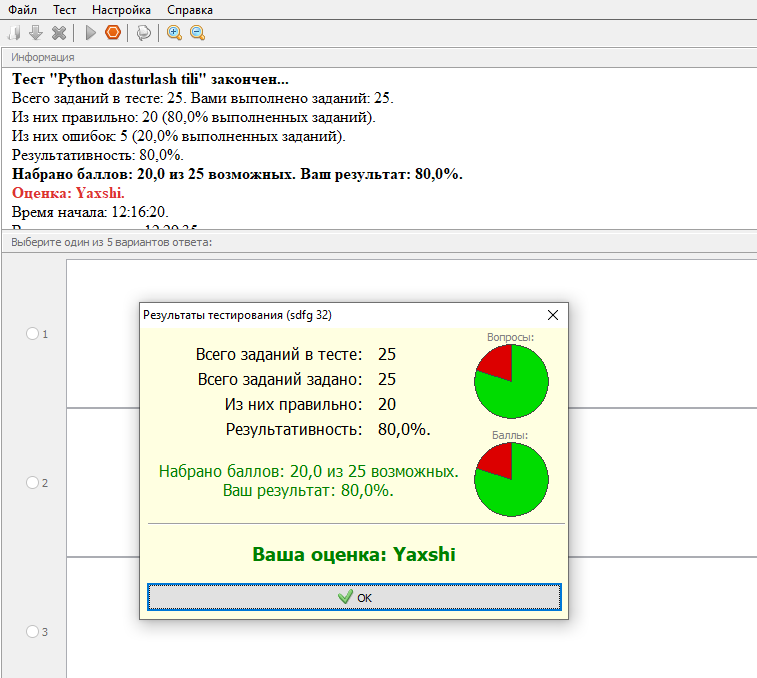 Файл Тест Настройка Справка
Информация
Тест "Python dasturlash tili" закончен...
Всего заданий в тесте: 25. Вами выполнено заданий: 25.
Из них правильно: 20 (80,0% выполненных заданий).
Из них ошибок: 5 (20,0% выполненных заданий).
Результативность: 80,0%.
Набрано баллов: 20,0 из 25 возможных. Ваш результат: 80,0%.
Оценка: Yaxshi.
Время начала: 12:16:20.
Выберите один из 5 вариантов ответа:
1
2
3
Результаты тестирования (sdfg 32)
Всего заданий в тесте: 25
Всего заданий задано: 25
Из них правильно: 20
Результативность: 80,0%.
Вопросы:
Баллы:
Набрано баллов: 20,0 из 25 возможных.
Ваш результат: 80,0%.
Ваша оценка: Yaxshi
OK